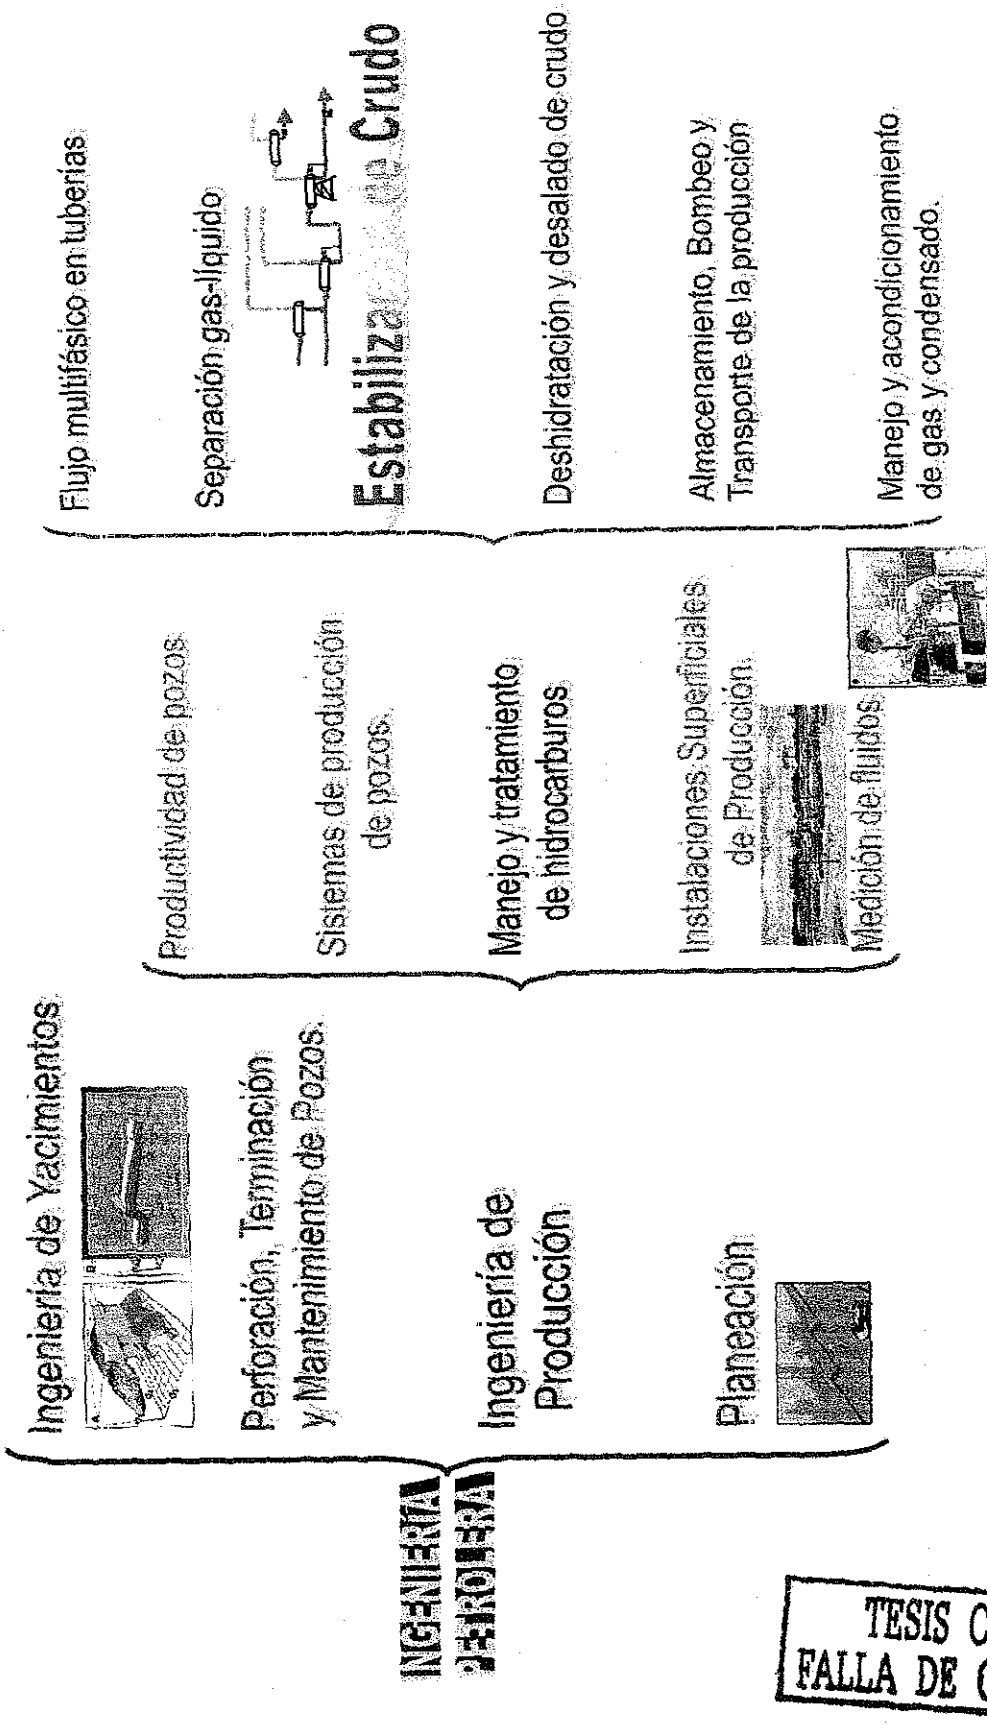 INGENIERÍA
PETROLERA
Ingeniería de Yacimientos
Perforación, Terminación
y Mantenimiento de Pozos.
Ingeniería de
Producción
Planeación
Productividad de pozos
Sistemas de producción
de pozos.
Manejo y tratamiento
de hidrocarburos
Instalaciones Superficiales
de Producción.
Medición de fluidos
Flujo multifásico en tuberías
Separación gas-líquido
Estabilización de Crudo
Deshidratación y desalado de crudo
Almacenamiento, Bombeo y
Transporte de la producción
Manejo y acondicionamiento
de gas y condensado.
TESIS C
FALLA DE